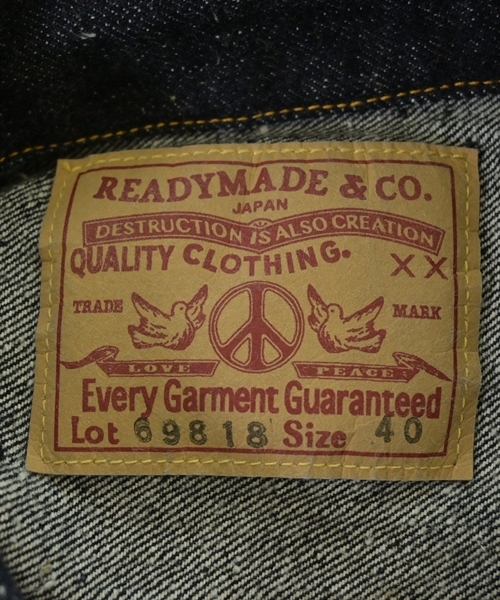 READYMADE & CO.
JAPAN
DESTRUCTION IS ALSO CREATION
QUALITY CLOTHING. XX
TRADE MARK
LOVE PEACE
Every Garment Guaranteed
Lot 69818 Size 40